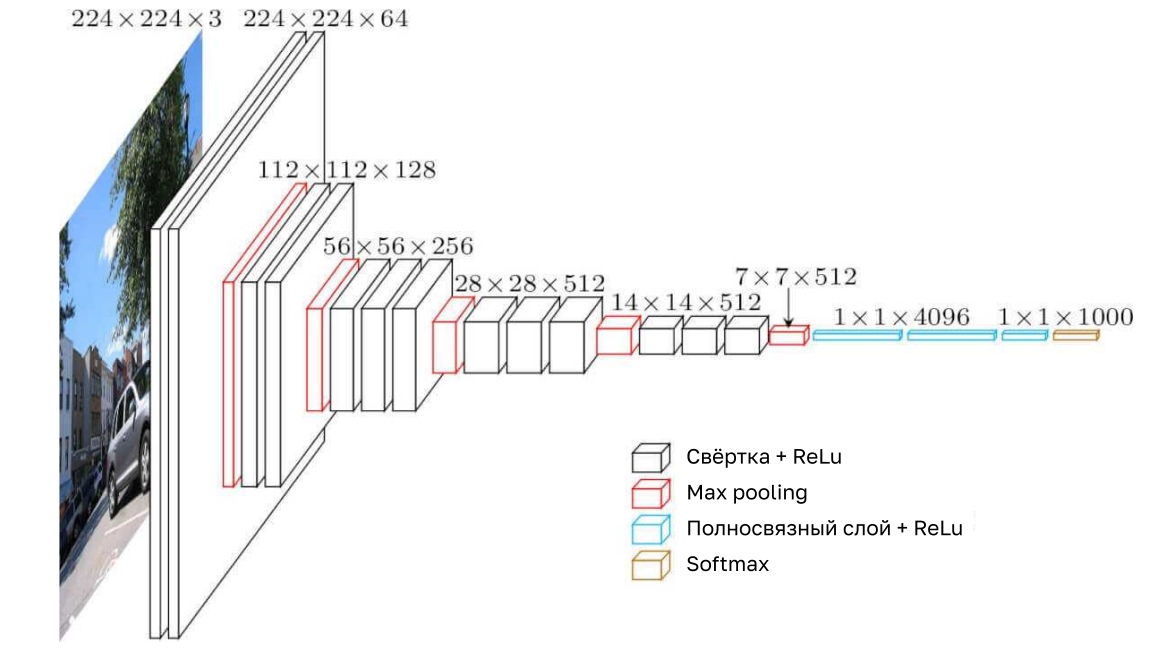 224×224×3
224×224×64
112×112×128
56×56×256
28×28×512
14×14×512
7×7×512
1×1×4096
1×1×1000
Свёртка + ReLu
Max pooling
Полносвязный слой + ReLu
Softmax